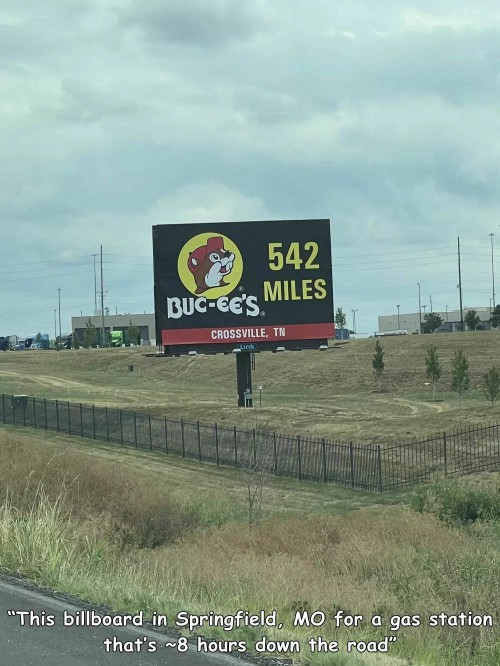 542
MILES
BUC-EE'S
CROSSVILLE, TN
Link
"This billboard in Springfield, MO for a gas station
that's ~8 hours down the road"